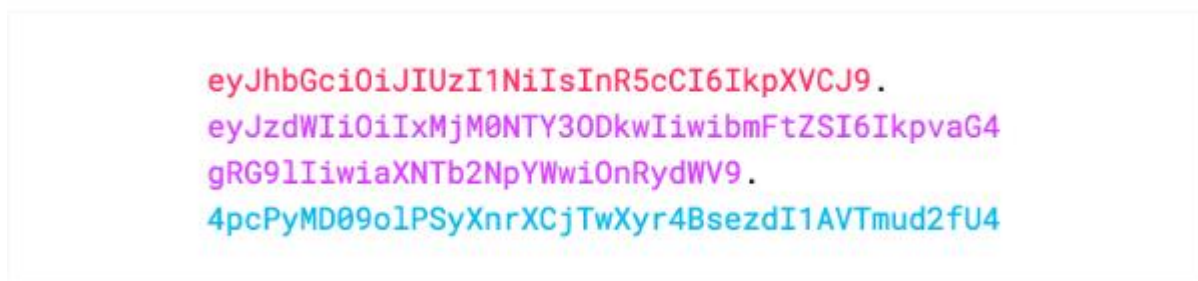 eyJhbGciOiJIUzI1NiIsInR5cCI6IkpXVCJ9.
eyJzdWIiOiIxMjM0NTY3ODkwIiwibmFtZSI6IkpvaG4
gRG9lIiwiaXNTb2NpYWwiOnRydWV9.
4pcPyMD09olPSyXnrXCjTwXyr4BsezdI1AVTmud2fU4